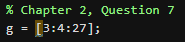 % Chapter 2, Question 7
g = [3:4:27];